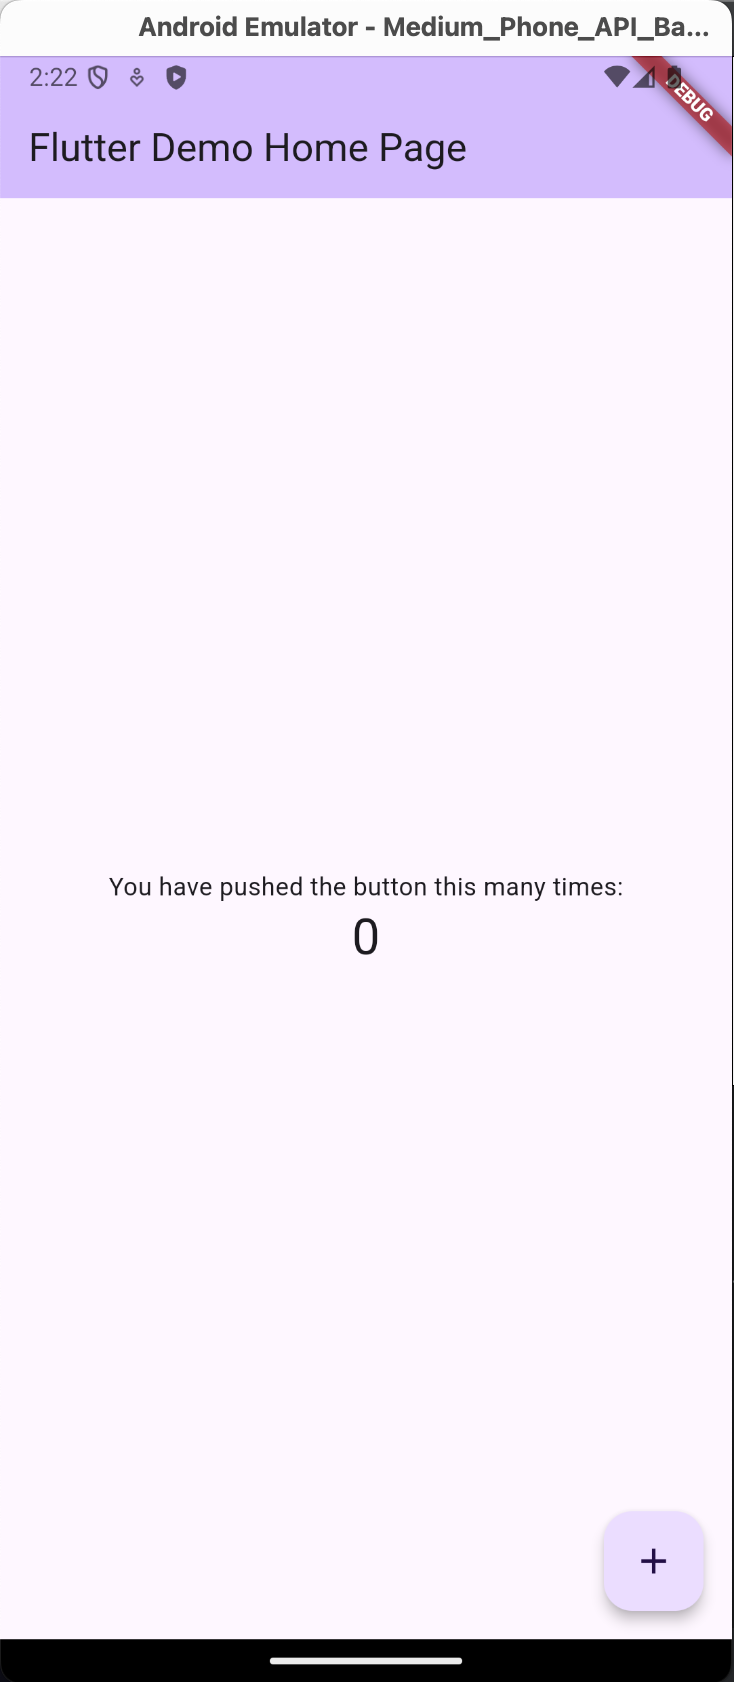 Android Emulator - Medium_Phone_API_Ba...
2:22
DEBUG
Flutter Demo Home Page
You have pushed the button this many times:
0
+